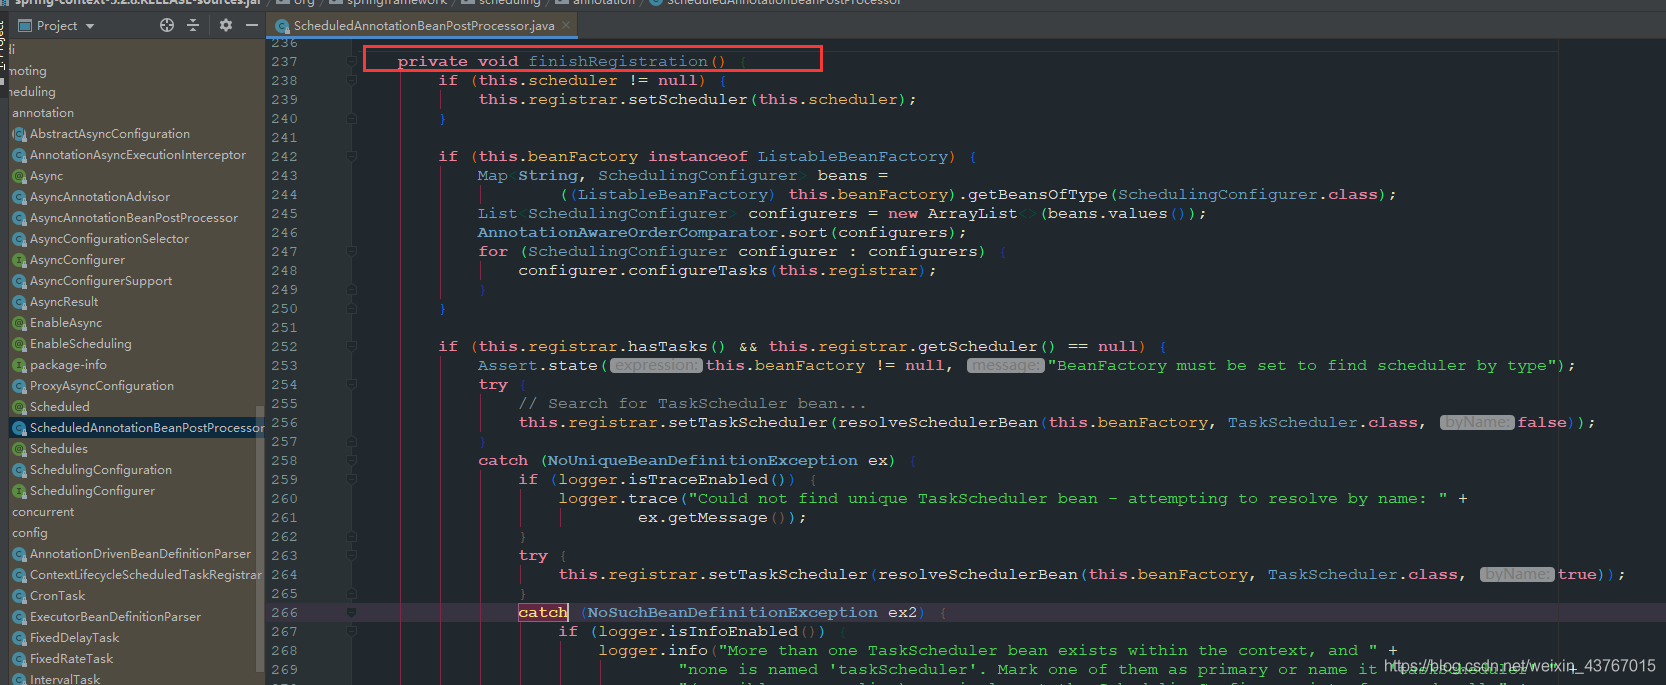 spring-context-5.2.8.RELEASE-sources.jar org springframework scheduling annotation ScheduledAnnotationBeanPostProcessor
Project
ScheduledAnnotationBeanPostProcessor.java
di
moting
heduling
annotation
AbstractAsyncConfiguration
AnnotationAsyncExecutionInterceptor
Async
AsyncAnnotationAdvisor
AsyncAnnotationBeanPostProcessor
AsyncConfigurationSelector
AsyncConfigurer
AsyncConfigurerSupport
AsyncResult
EnableAsync
EnableScheduling
package-info
ProxyAsyncConfiguration
Scheduled
ScheduledAnnotationBeanPostProcessor
Schedules
SchedulingConfiguration
SchedulingConfigurer
concurrent
config
AnnotationDrivenBeanDefinitionParser
ContextLifecycleScheduledTaskRegistrar
CronTask
ExecutorBeanDefinitionParser
FixedDelayTask
FixedRateTask
IntervalTask
236
237 private void finishRegistration() {
238 if (this.scheduler != null) {
239 this.registrar.setScheduler(this.scheduler);
240 }
241
242 if (this.beanFactory instanceof ListableBeanFactory) {
243 Map<String, SchedulingConfigurer> beans =
244 ((ListableBeanFactory) this.beanFactory).getBeansOfType(SchedulingConfigurer.class);
245 List<SchedulingConfigurer> configurers = new ArrayList<>(beans.values());
246 AnnotationAwareOrderComparator.sort(configurers);
247 for (SchedulingConfigurer configurer : configurers) {
248 configurer.configureTasks(this.registrar);
249 }
250 }
251
252 if (this.registrar.hasTasks() && this.registrar.getScheduler() == null) {
253 Assert.state( expression: this.beanFactory != null, message: "BeanFactory must be set to find scheduler by type");
254 try {
255 // Search for TaskScheduler bean...
256 this.registrar.setTaskScheduler(resolveSchedulerBean(this.beanFactory, TaskScheduler.class, byName: false));
257 }
258 catch (NoUniqueBeanDefinitionException ex) {
259 if (logger.isTraceEnabled()) {
260 logger.trace("Could not find unique TaskScheduler bean - attempting to resolve by name: " +
261 ex.getMessage());
262 }
263 try {
264 this.registrar.setTaskScheduler(resolveSchedulerBean(this.beanFactory, TaskScheduler.class, byName: true));
265 }
266 catch (NoSuchBeanDefinitionException ex2) {
267 if (logger.isInfoEnabled()) {
268 logger.info("More than one TaskScheduler bean exists within the context, and " +
269 "none is named 'taskScheduler'. Mark one of them as primary or name it 'taskScheduler' " +
https://blog.csdn.net/weixin_43767015